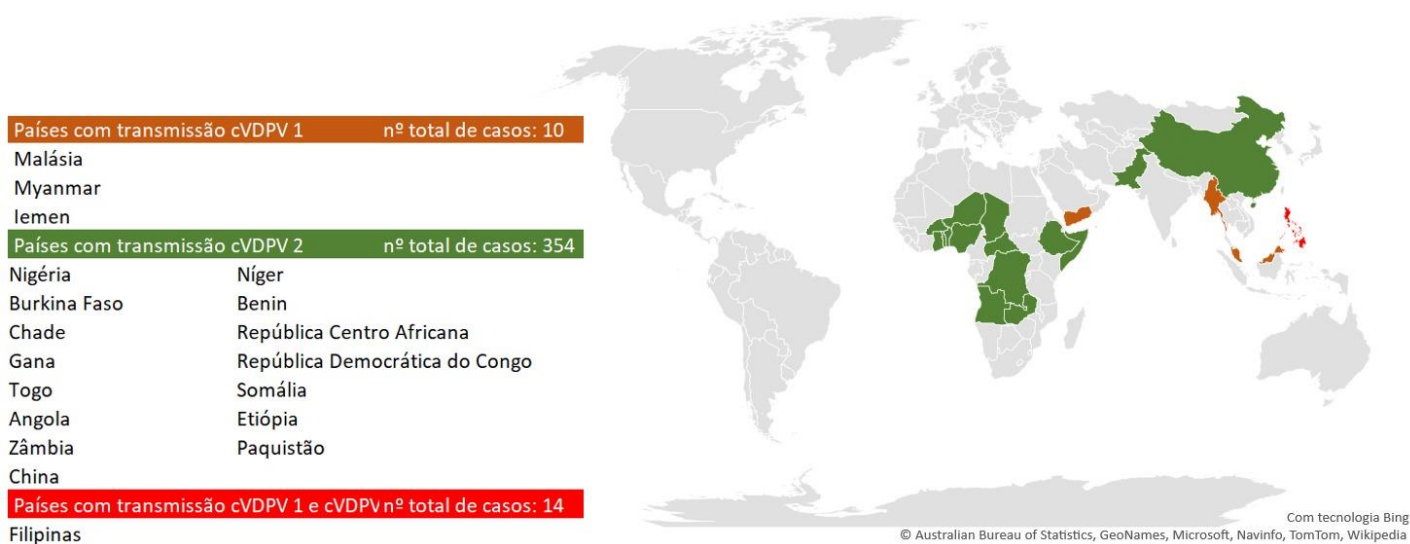 Países com transmissão cVDPV 1 nº total de casos: 10
Malásia
Myanmar
Iemen
Países com transmissão cVDPV 2 nº total de casos: 354
Nigéria Níger
Burkina Faso Benin
Chade República Centro Africana
Gana República Democrática do Congo
Togo Somália
Angola Etiópia
Zâmbia Paquistão
China
Países com transmissão cVDPV 1 e cVDPV nº total de casos: 14
Filipinas
Com tecnologia Bing
© Australian Bureau of Statistics, GeoNames, Microsoft, Navinfo, TomTom, Wikipedia